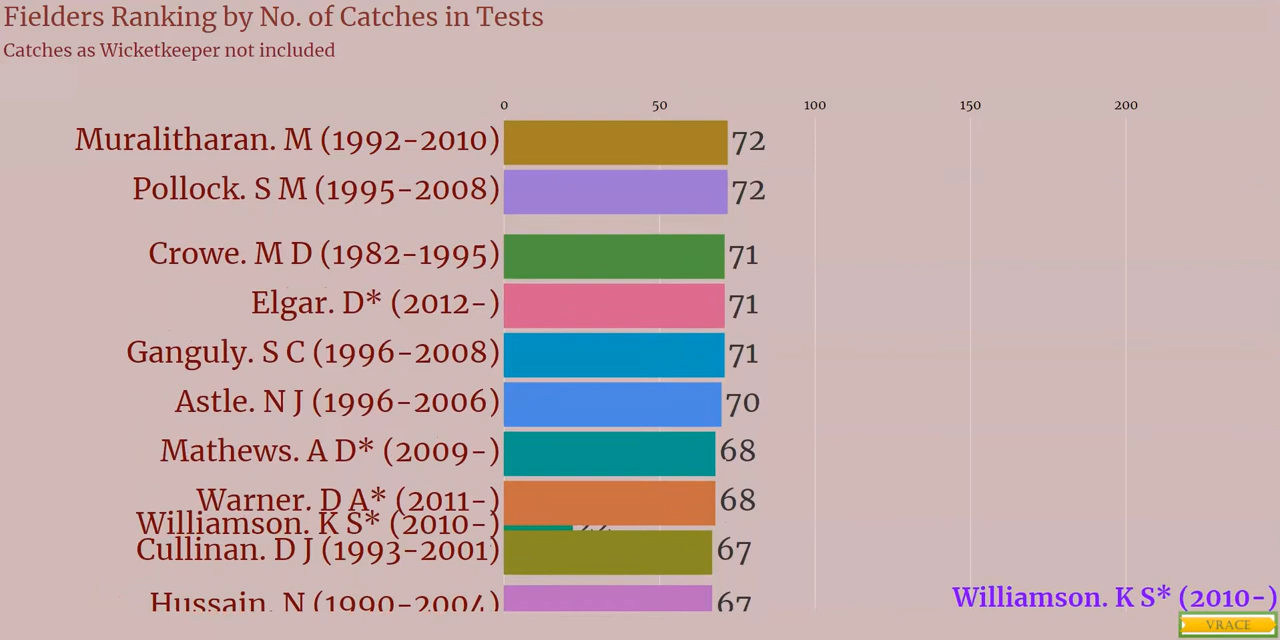 Fielders Ranking by No. of Catches in Tests
Catches as Wicketkeeper not included
0 50 100 150 200
Muralitharan. M (1992-2010) 72
Pollock. S M (1995-2008) 72
Crowe. M D (1982-1995) 71
Elgar. D* (2012-) 71
Ganguly. S C (1996-2008) 71
Astle. N J (1996-2006) 70
Mathews. A D* (2009-) 68
Warner. D A* (2011-) 68
Williamson. K S* (2010-)
Cullinan. D J (1993-2001) 67
Hussain. N (1990-2004) 67
Williamson. K S* (2010-)
VRACE